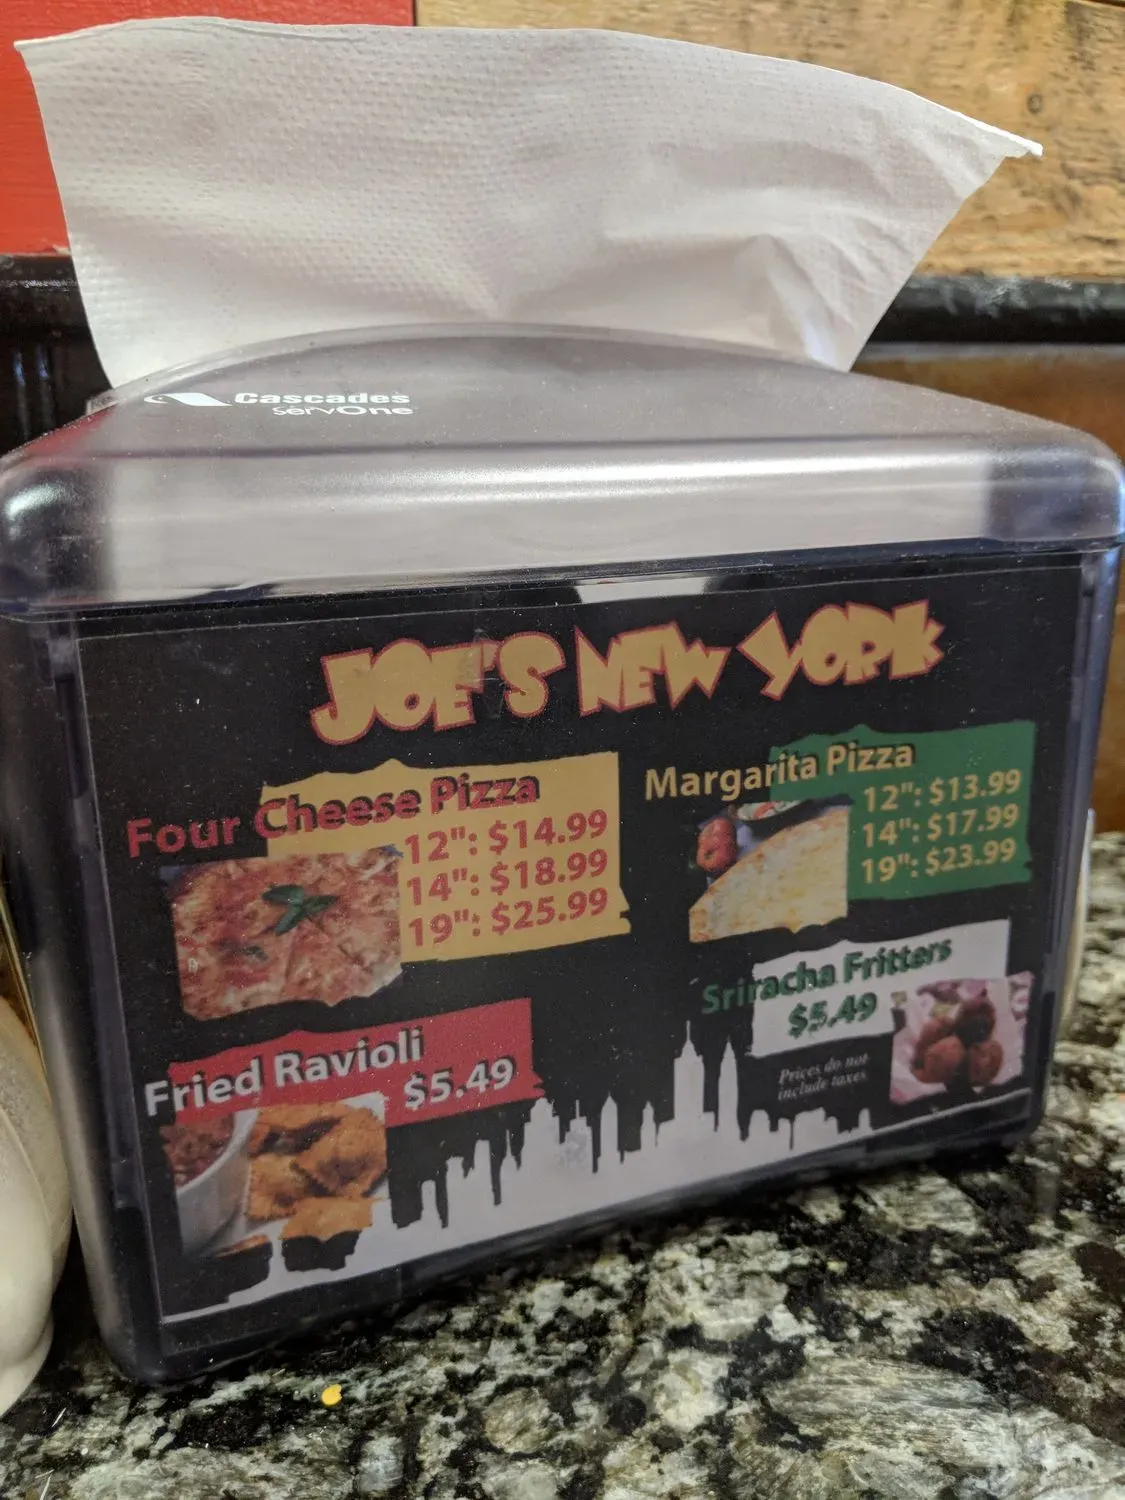 Cascades
servOne
JOE'S NEW YORK
Four Cheese Pizza
12": $14.99
14": $18.99
19": $25.99
Margarita Pizza
12": $13.99
14": $17.99
19": $23.99
Sriracha Fritters
$5.49
Fried Ravioli
$5.49
Prices do not
include taxes